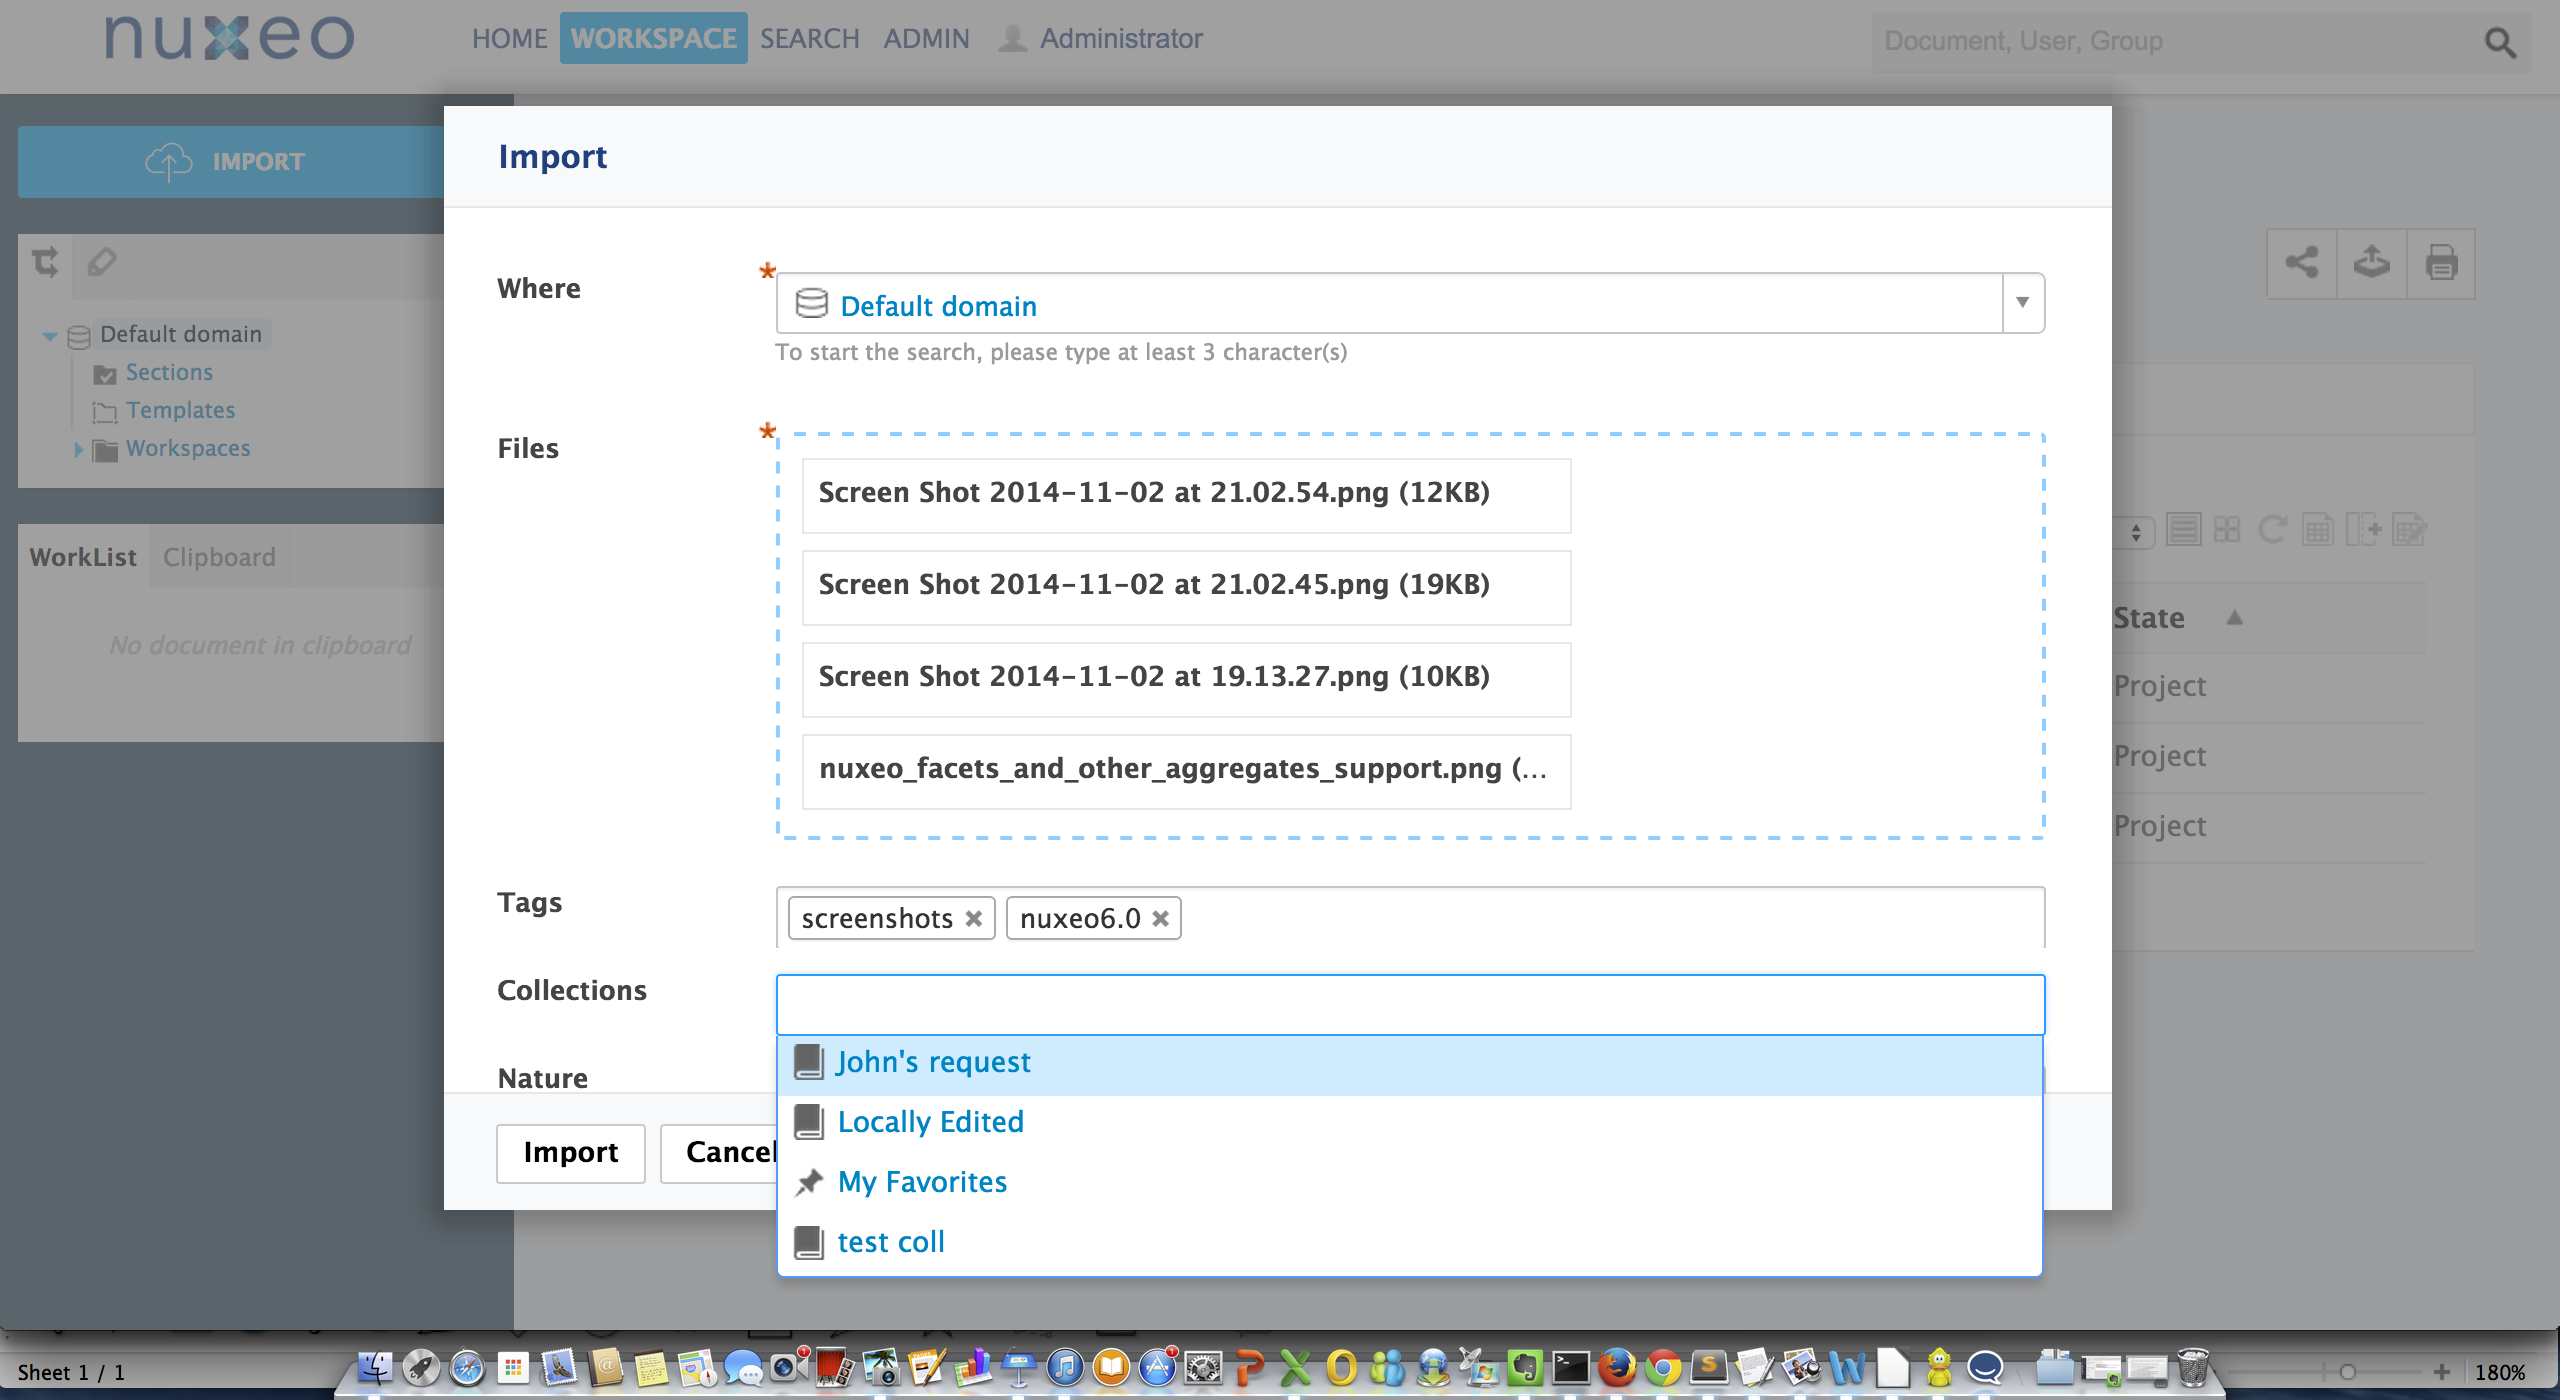 nuxeo
HOME WORKSPACE SEARCH ADMIN Administrator
Document, User, Group
IMPORT
Default domain
Sections
Templates
Workspaces
WorkList Clipboard
No document in clipboard
Import
Where * Default domain
To start the search, please type at least 3 character(s)
Files *
Screen Shot 2014-11-02 at 21.02.54.png (12KB)
Screen Shot 2014-11-02 at 21.02.45.png (19KB)
Screen Shot 2014-11-02 at 19.13.27.png (10KB)
nuxeo_facets_and_other_aggregates_support.png (...
Tags screenshots nuxeo6.0
Collections
John's request
Locally Edited
My Favorites
test coll
Nature
Import Cancel
State
Project
Project
Project
Sheet 1 / 1
180%